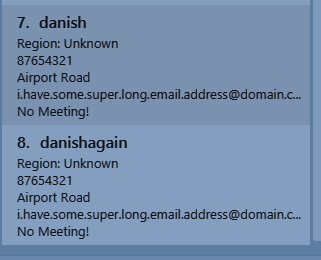 7. danish
Region: Unknown
87654321
Airport Road
i.have.some.super.long.email.address@domain.c...
No Meeting!
8. danishagain
Region: Unknown
87654321
Airport Road
i.have.some.super.long.email.address@domain.c...
No Meeting!